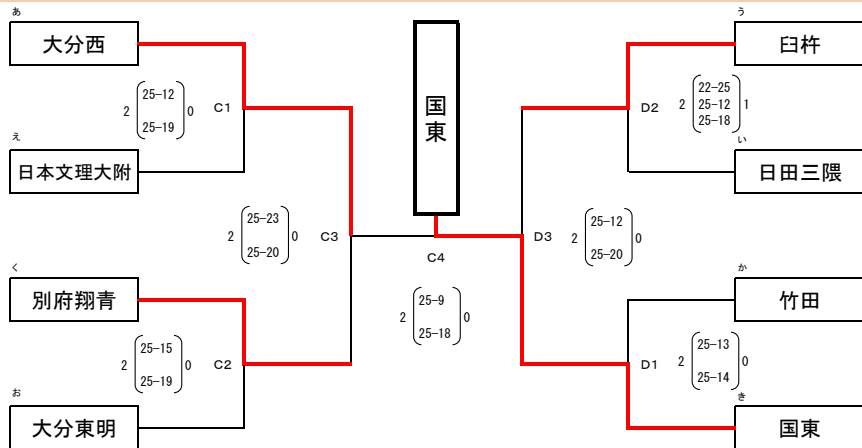 あ
大分西
2 25-12 0
25-19
C1
え
日本文理大附
2 25-23 0
25-20
C3
く
別府翔青
2 25-15 0
25-19
C2
お
大分東明
国東
C4
2 25-9 0
25-18
う
臼杵
D2
2 22-25 1
25-12
25-18
い
日田三隈
D3
2 25-12 0
25-20
か
竹田
D1
2 25-13 0
25-14
き
国東